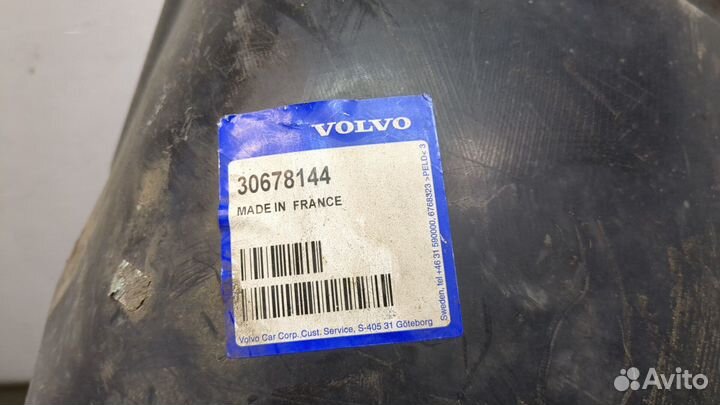 VOLVO
30678144
MADE IN FRANCE
Volvo Car Corp. Cust. Service, S-405 31 Göteborg
Sweden, tel +46 31 590000, 6768323 >PELD< 3
Avito